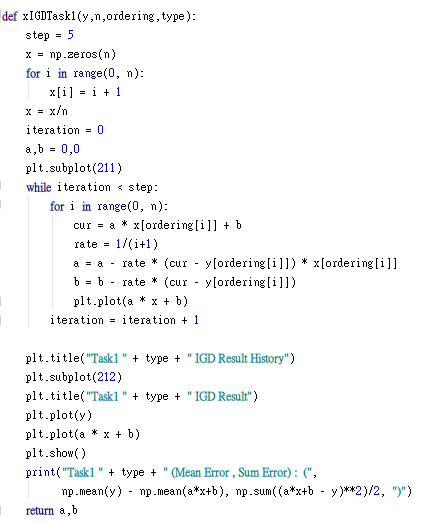 def xIGDTask1(y,n,ordering,type):
    step = 5
    x = np.zeros(n)
    for i in range(0, n):
        x[i] = i + 1
    x = x/n
    iteration = 0
    a,b = 0,0
    plt.subplot(211)
    while iteration < step:
        for i in range(0, n):
            cur = a * x[ordering[i]] + b
            rate = 1/(i+1)
            a = a - rate * (cur - y[ordering[i]]) * x[ordering[i]]
            b = b - rate * (cur - y[ordering[i]])
            plt.plot(a * x + b)
        iteration = iteration + 1

    plt.title("Task1 " + type + " IGD Result History")
    plt.subplot(212)
    plt.title("Task1 " + type + " IGD Result")
    plt.plot(y)
    plt.plot(a * x + b)
    plt.show()
    print("Task1 " + type + " (Mean Error , Sum Error) : (",
          np.mean(y) - np.mean(a*x+b), np.sum((a*x+b - y)**2)/2, ")")
    return a,b